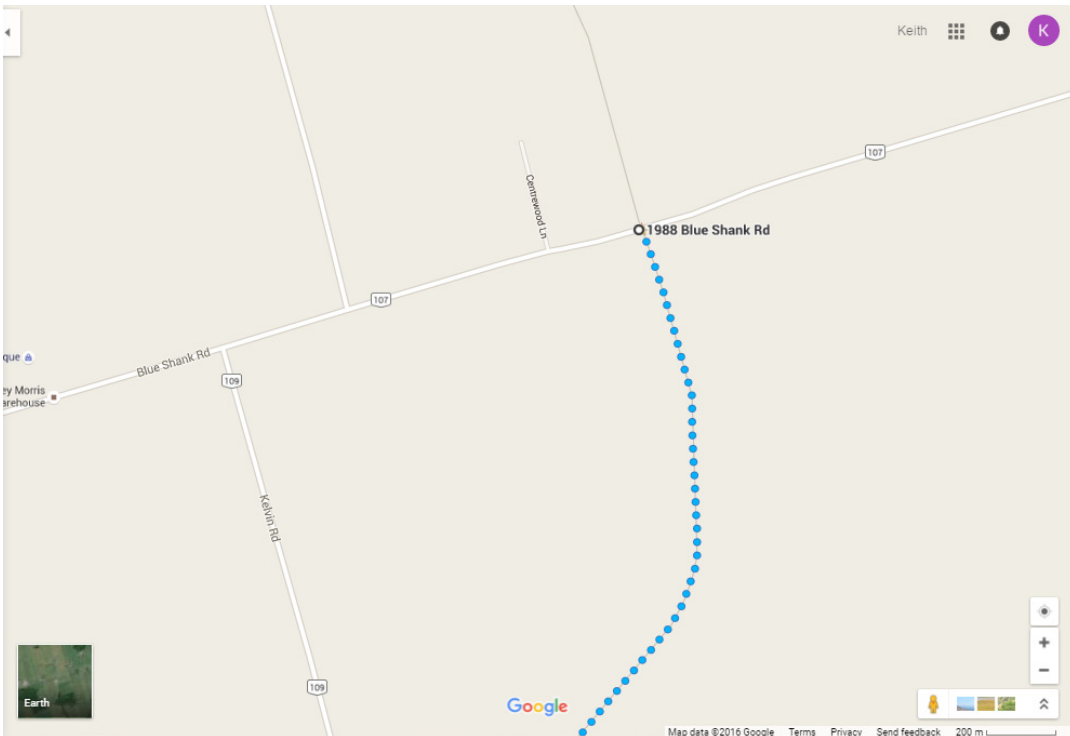 Keith
K
107
Centrewood Ln
1988 Blue Shank Rd
107
que
Blue Shank Rd
109
ey Morris
arehouse
Kelvin Rd
109
Earth
Google
Map data ©2016 Google Terms Privacy Send feedback 200 m